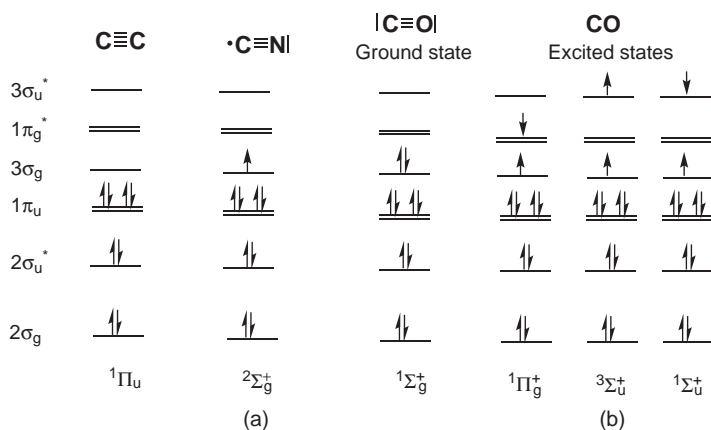 C≡C
•C≡N|
|C≡O|
CO
Ground state
Excited states
3σᵤ*
1πg*
3σg
1πᵤ
2σᵤ*
2σg
¹Πᵤ
²Σg⁺
¹Σg⁺
¹Πg⁺
³Σᵤ⁺
¹Σᵤ⁺
(a)
(b)